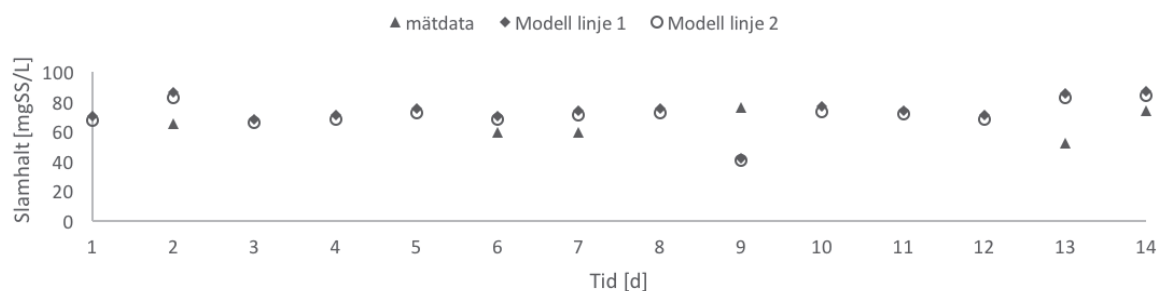 mätdata Modell linje 1 Modell linje 2
Slamhalt [mgSS/L]
100
80
60
40
20
0
1 2 3 4 5 6 7 8 9 10 11 12 13 14
Tid [d]